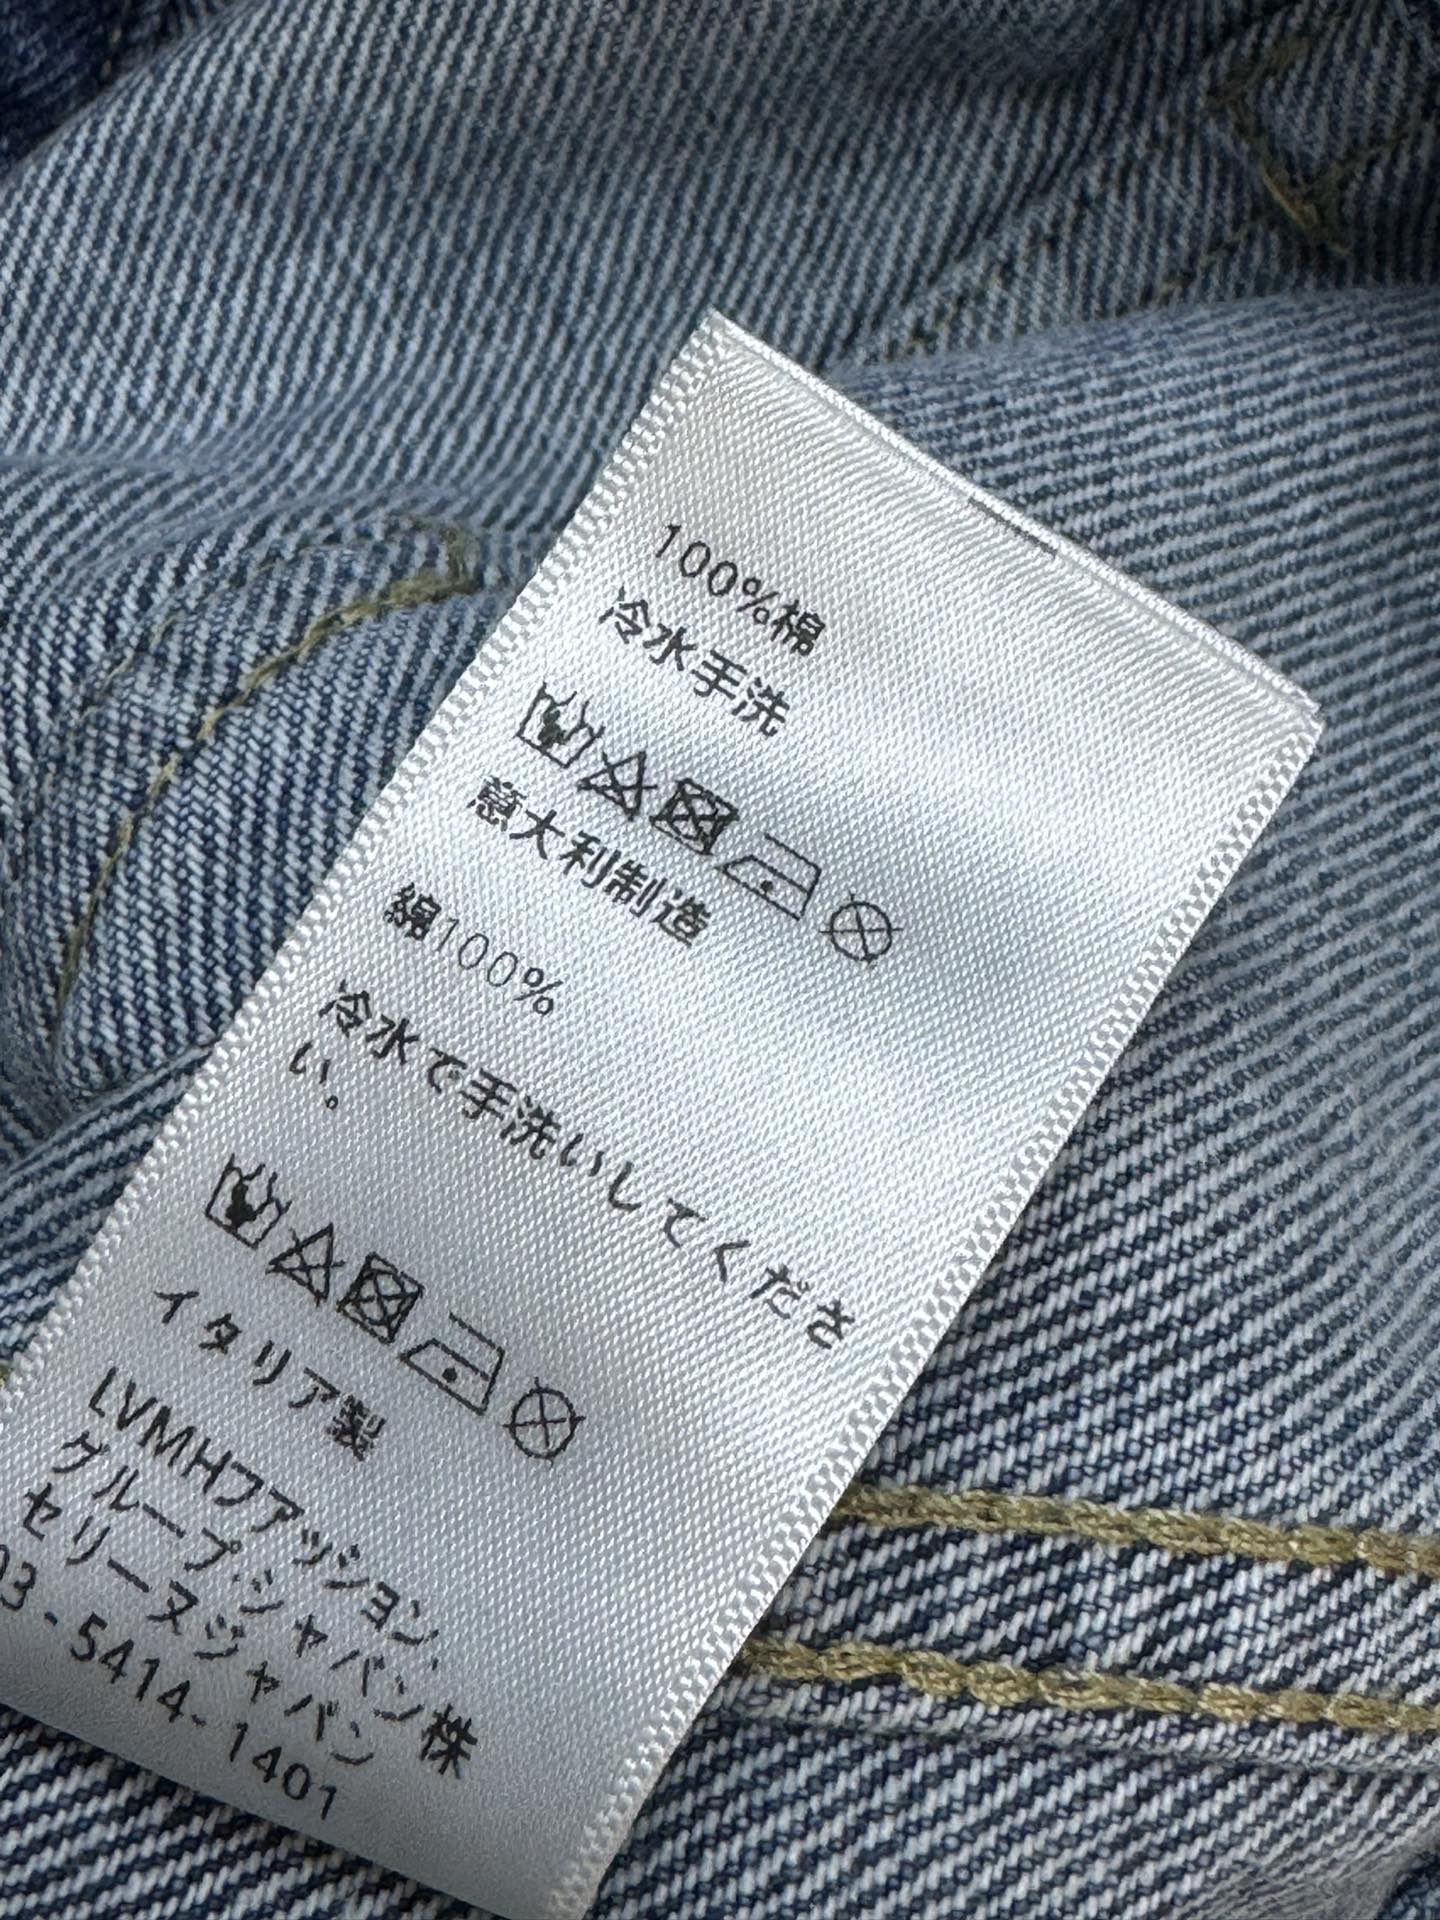 100%棉
冷水手洗
意大利制造
綿100%
冷水で手洗いしてくださ
い。
イタリア製
LVMHファッション.
グループ.ジャパン株
セリーヌジャパン
03-5414-1401